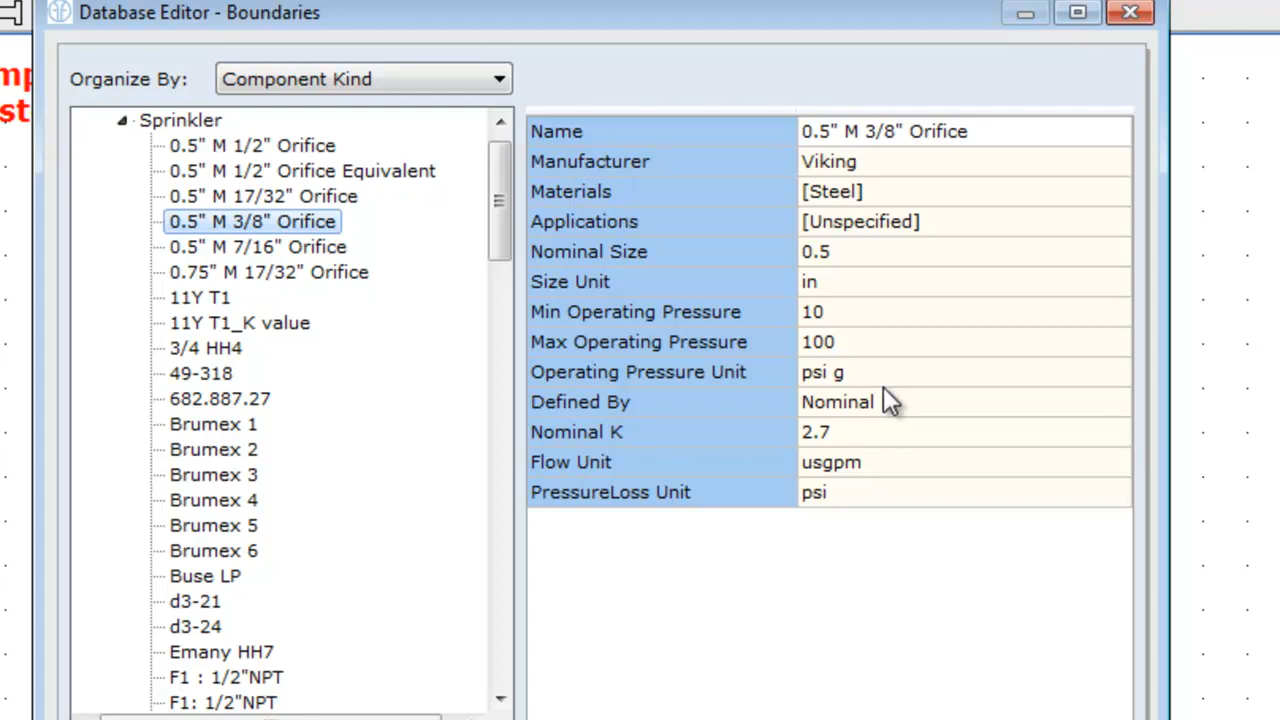 Database Editor - Boundaries
mp
st
Organize By: Component Kind
Sprinkler
0.5" M 1/2" Orifice
0.5" M 1/2" Orifice Equivalent
0.5" M 17/32" Orifice
0.5" M 3/8" Orifice
0.5" M 7/16" Orifice
0.75" M 17/32" Orifice
11Y T1
11Y T1_K value
3/4 HH4
49-318
682.887.27
Brumex 1
Brumex 2
Brumex 3
Brumex 4
Brumex 5
Brumex 6
Buse LP
d3-21
d3-24
Emany HH7
F1 : 1/2"NPT
F1: 1/2"NPT
Name 0.5" M 3/8" Orifice
Manufacturer Viking
Materials [Steel]
Applications [Unspecified]
Nominal Size 0.5
Size Unit in
Min Operating Pressure 10
Max Operating Pressure 100
Operating Pressure Unit psi g
Defined By Nominal
Nominal K 2.7
Flow Unit usgpm
PressureLoss Unit psi